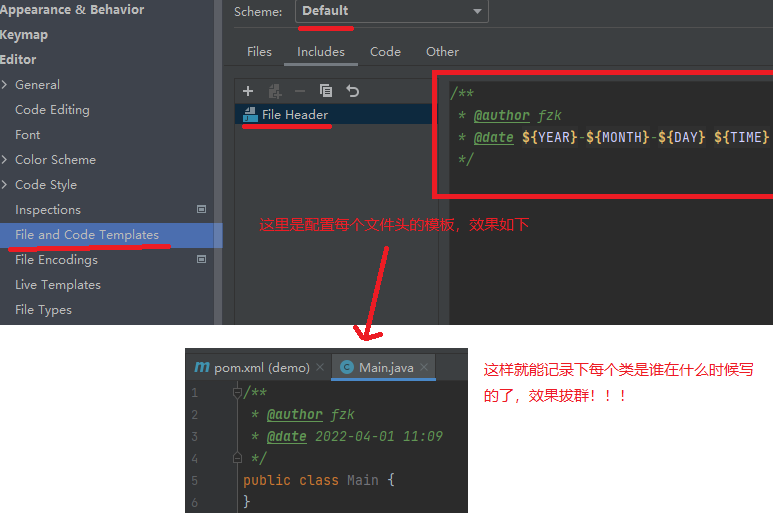 Appearance & Behavior
Keymap
Editor
General
Code Editing
Font
Color Scheme
Code Style
Inspections
File and Code Templates
File Encodings
Live Templates
File Types
Scheme: Default
Files Includes Code Other
File Header
/**
* @author fzk
* @date ${YEAR}-${MONTH}-${DAY} ${TIME}
*/
这里是配置每个文件头的模板，效果如下
pom.xml (demo) Main.java
1 /**
2 * @author fzk
3 * @date 2022-04-01 11:09
4 */
5 public class Main {
6 }
这样就能记录下每个类是谁在什么时候写
的了，效果拔群！！！